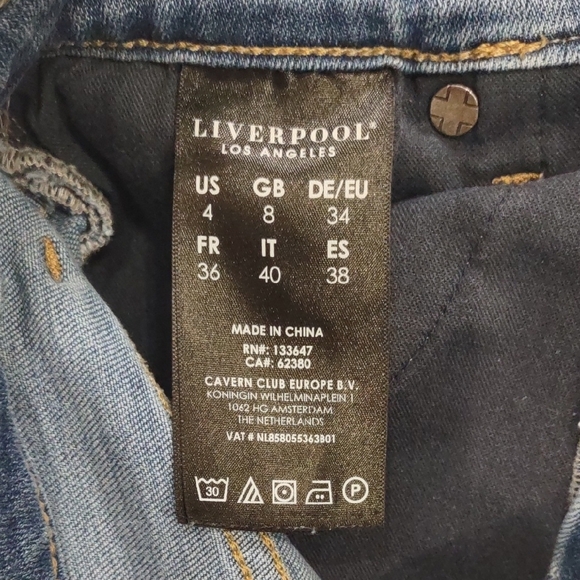 LIVERPOOL®
LOS ANGELES
US GB DE/EU
4 8 34
FR IT ES
36 40 38
MADE IN CHINA
RN#: 133647
CA#: 62380
CAVERN CLUB EUROPE B.V.
KONINGIN WILHELMINAPLEIN 1
1062 HG AMSTERDAM
THE NETHERLANDS
VAT # NL858055363B01
30 P